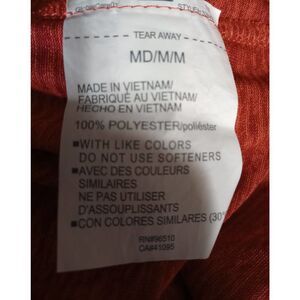 TEAR AWAY
MD/M/M
MADE IN VIETNAM/
FABRIQUÉ AU VIETNAM/
HECHO EN VIETNAM
100% POLYESTER/poliéster
■WITH LIKE COLORS
DO NOT USE SOFTENERS
■AVEC DES COULEURS
SIMILAIRES
NE PAS UTILISER
D'ASSOUPLISSANTS
■CON COLORES SIMILARES (30°
RN#96510
CA#41095